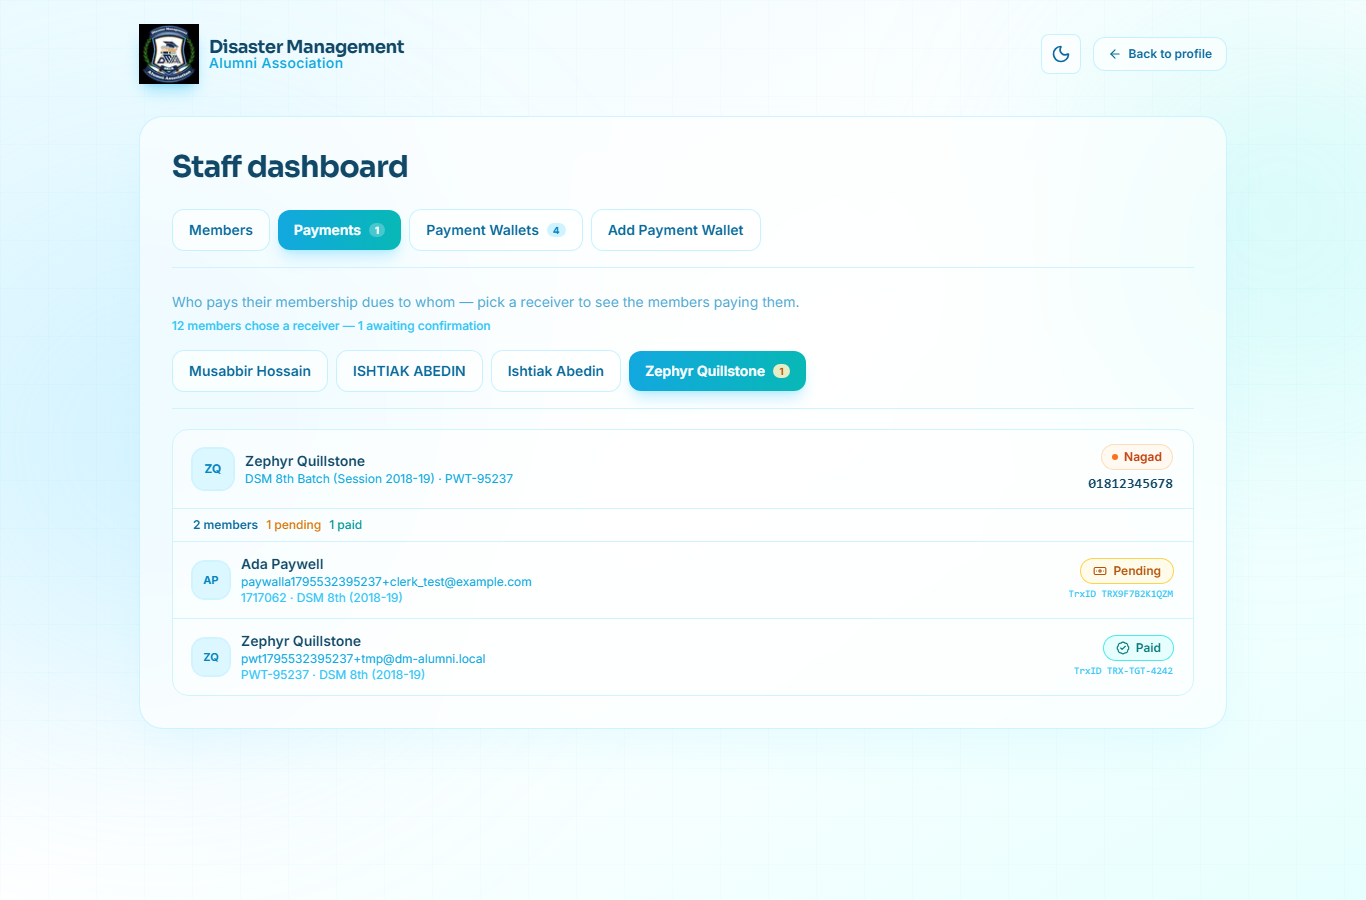 Disaster Management
Alumni Association
Back to profile
Staff dashboard
Members
Payments 1
Payment Wallets 4
Add Payment Wallet
Who pays their membership dues to whom — pick a receiver to see the members paying them.
12 members chose a receiver — 1 awaiting confirmation
Musabbir Hossain
ISHTIAK ABEDIN
Ishtiak Abedin
Zephyr Quillstone 1
ZQ
Zephyr Quillstone
DSM 8th Batch (Session 2018-19) · PWT-95237
Nagad
01812345678
2 members 1 pending 1 paid
AP
Ada Paywell
paywalla1795532395237+clerk_test@example.com
1717062 · DSM 8th (2018-19)
Pending
TrxID TRX9F7B2K1QZM
ZQ
Zephyr Quillstone
pwt1795532395237+tmp@dm-alumni.local
PWT-95237 · DSM 8th (2018-19)
Paid
TrxID TRX-TGT-4242